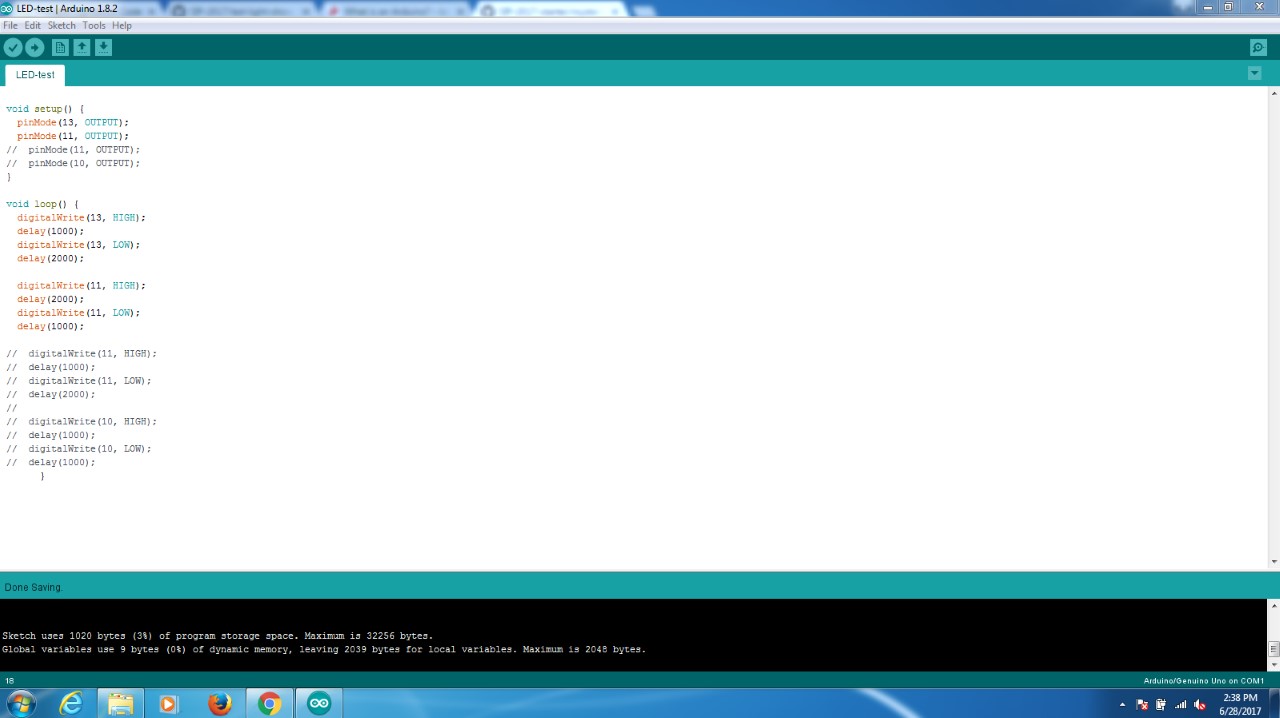 LED-test | Arduino 1.8.2
File Edit Sketch Tools Help
LED-test
void setup() {
  pinMode(13, OUTPUT);
  pinMode(11, OUTPUT);
//  pinMode(11, OUTPUT);
//  pinMode(10, OUTPUT);
}
void loop() {
  digitalWrite(13, HIGH);
  delay(1000);
  digitalWrite(13, LOW);
  delay(2000);
  digitalWrite(11, HIGH);
  delay(2000);
  digitalWrite(11, LOW);
  delay(1000);
//  digitalWrite(11, HIGH);
//  delay(1000);
//  digitalWrite(11, LOW);
//  delay(2000);
//
//  digitalWrite(10, HIGH);
//  delay(1000);
//  digitalWrite(10, LOW);
//  delay(1000);
      }
Done Saving.
Sketch uses 1020 bytes (3%) of program storage space. Maximum is 32256 bytes.
Global variables use 9 bytes (0%) of dynamic memory, leaving 2039 bytes for local variables. Maximum is 2048 bytes.
18
Arduino/Genuino Uno on COM1
2:38 PM
6/28/2017